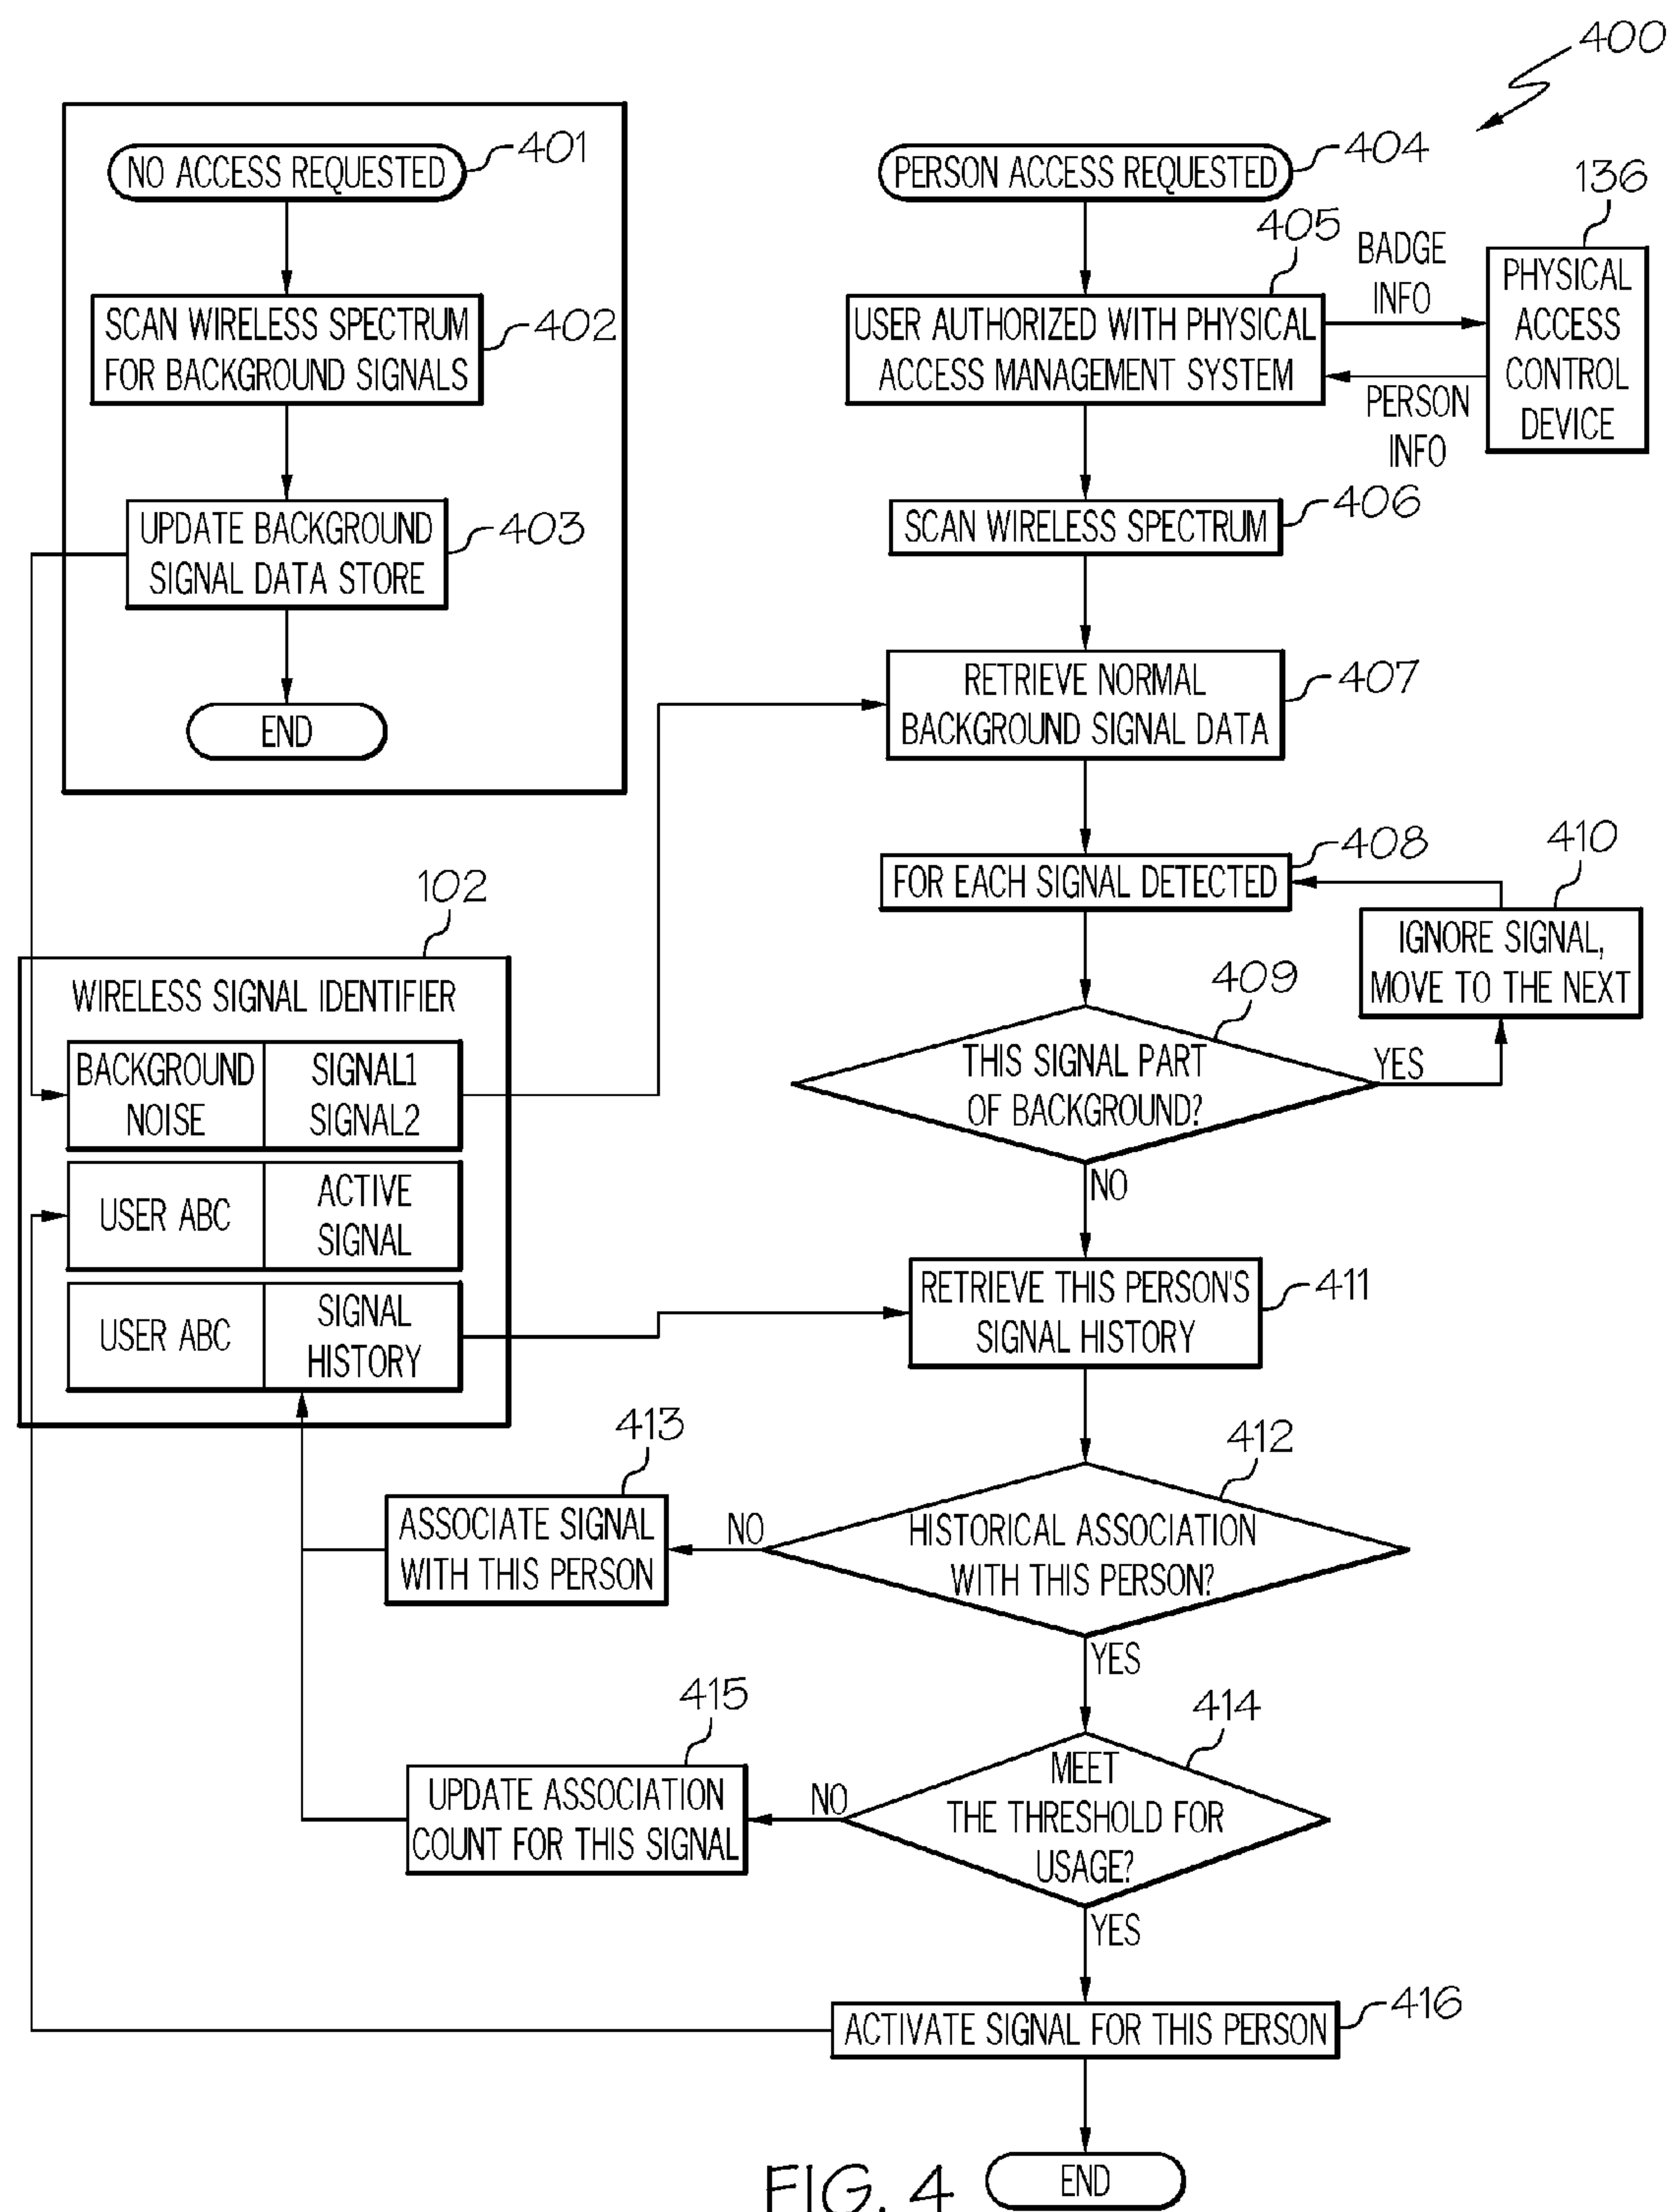 400
NO ACCESS REQUESTED
401
SCAN WIRELESS SPECTRUM
FOR BACKGROUND SIGNALS
402
UPDATE BACKGROUND
SIGNAL DATA STORE
403
END
PERSON ACCESS REQUESTED
404
405
USER AUTHORIZED WITH PHYSICAL
ACCESS MANAGEMENT SYSTEM
BADGE
INFO
PERSON
INFO
136
PHYSICAL
ACCESS
CONTROL
DEVICE
SCAN WIRELESS SPECTRUM
406
RETRIEVE NORMAL
BACKGROUND SIGNAL DATA
407
FOR EACH SIGNAL DETECTED
408
410
IGNORE SIGNAL,
MOVE TO THE NEXT
409
THIS SIGNAL PART
OF BACKGROUND?
YES
NO
102
WIRELESS SIGNAL IDENTIFIER
BACKGROUND
NOISE
SIGNAL1
SIGNAL2
USER ABC
ACTIVE
SIGNAL
USER ABC
SIGNAL
HISTORY
RETRIEVE THIS PERSON'S
SIGNAL HISTORY
411
412
HISTORICAL ASSOCIATION
WITH THIS PERSON?
NO
413
ASSOCIATE SIGNAL
WITH THIS PERSON
YES
414
MEET
THE THRESHOLD FOR
USAGE?
NO
415
UPDATE ASSOCIATION
COUNT FOR THIS SIGNAL
YES
ACTIVATE SIGNAL FOR THIS PERSON
416
END
FIG. 4